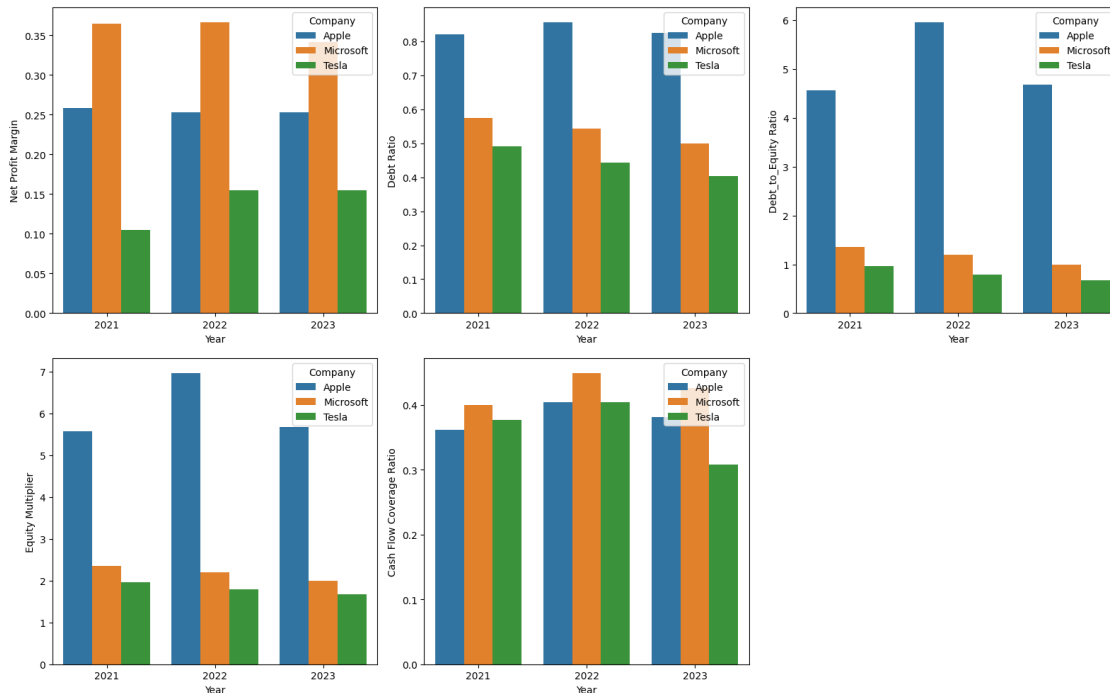 Net Profit Margin
0.35
0.30
0.25
0.20
0.15
0.10
0.05
0.00
2021 2022 2023
Year
Company
Apple
Microsoft
Tesla
Debt Ratio
0.8
0.7
0.6
0.5
0.4
0.3
0.2
0.1
0.0
2021 2022 2023
Year
Company
Apple
Microsoft
Tesla
Debt_to_Equity Ratio
6
5
4
3
2
1
0
2021 2022 2023
Year
Company
Apple
Microsoft
Tesla
Equity Multiplier
7
6
5
4
3
2
1
0
2021 2022 2023
Year
Company
Apple
Microsoft
Tesla
Cash Flow Coverage Ratio
0.4
0.3
0.2
0.1
0.0
2021 2022 2023
Year
Company
Apple
Microsoft
Tesla